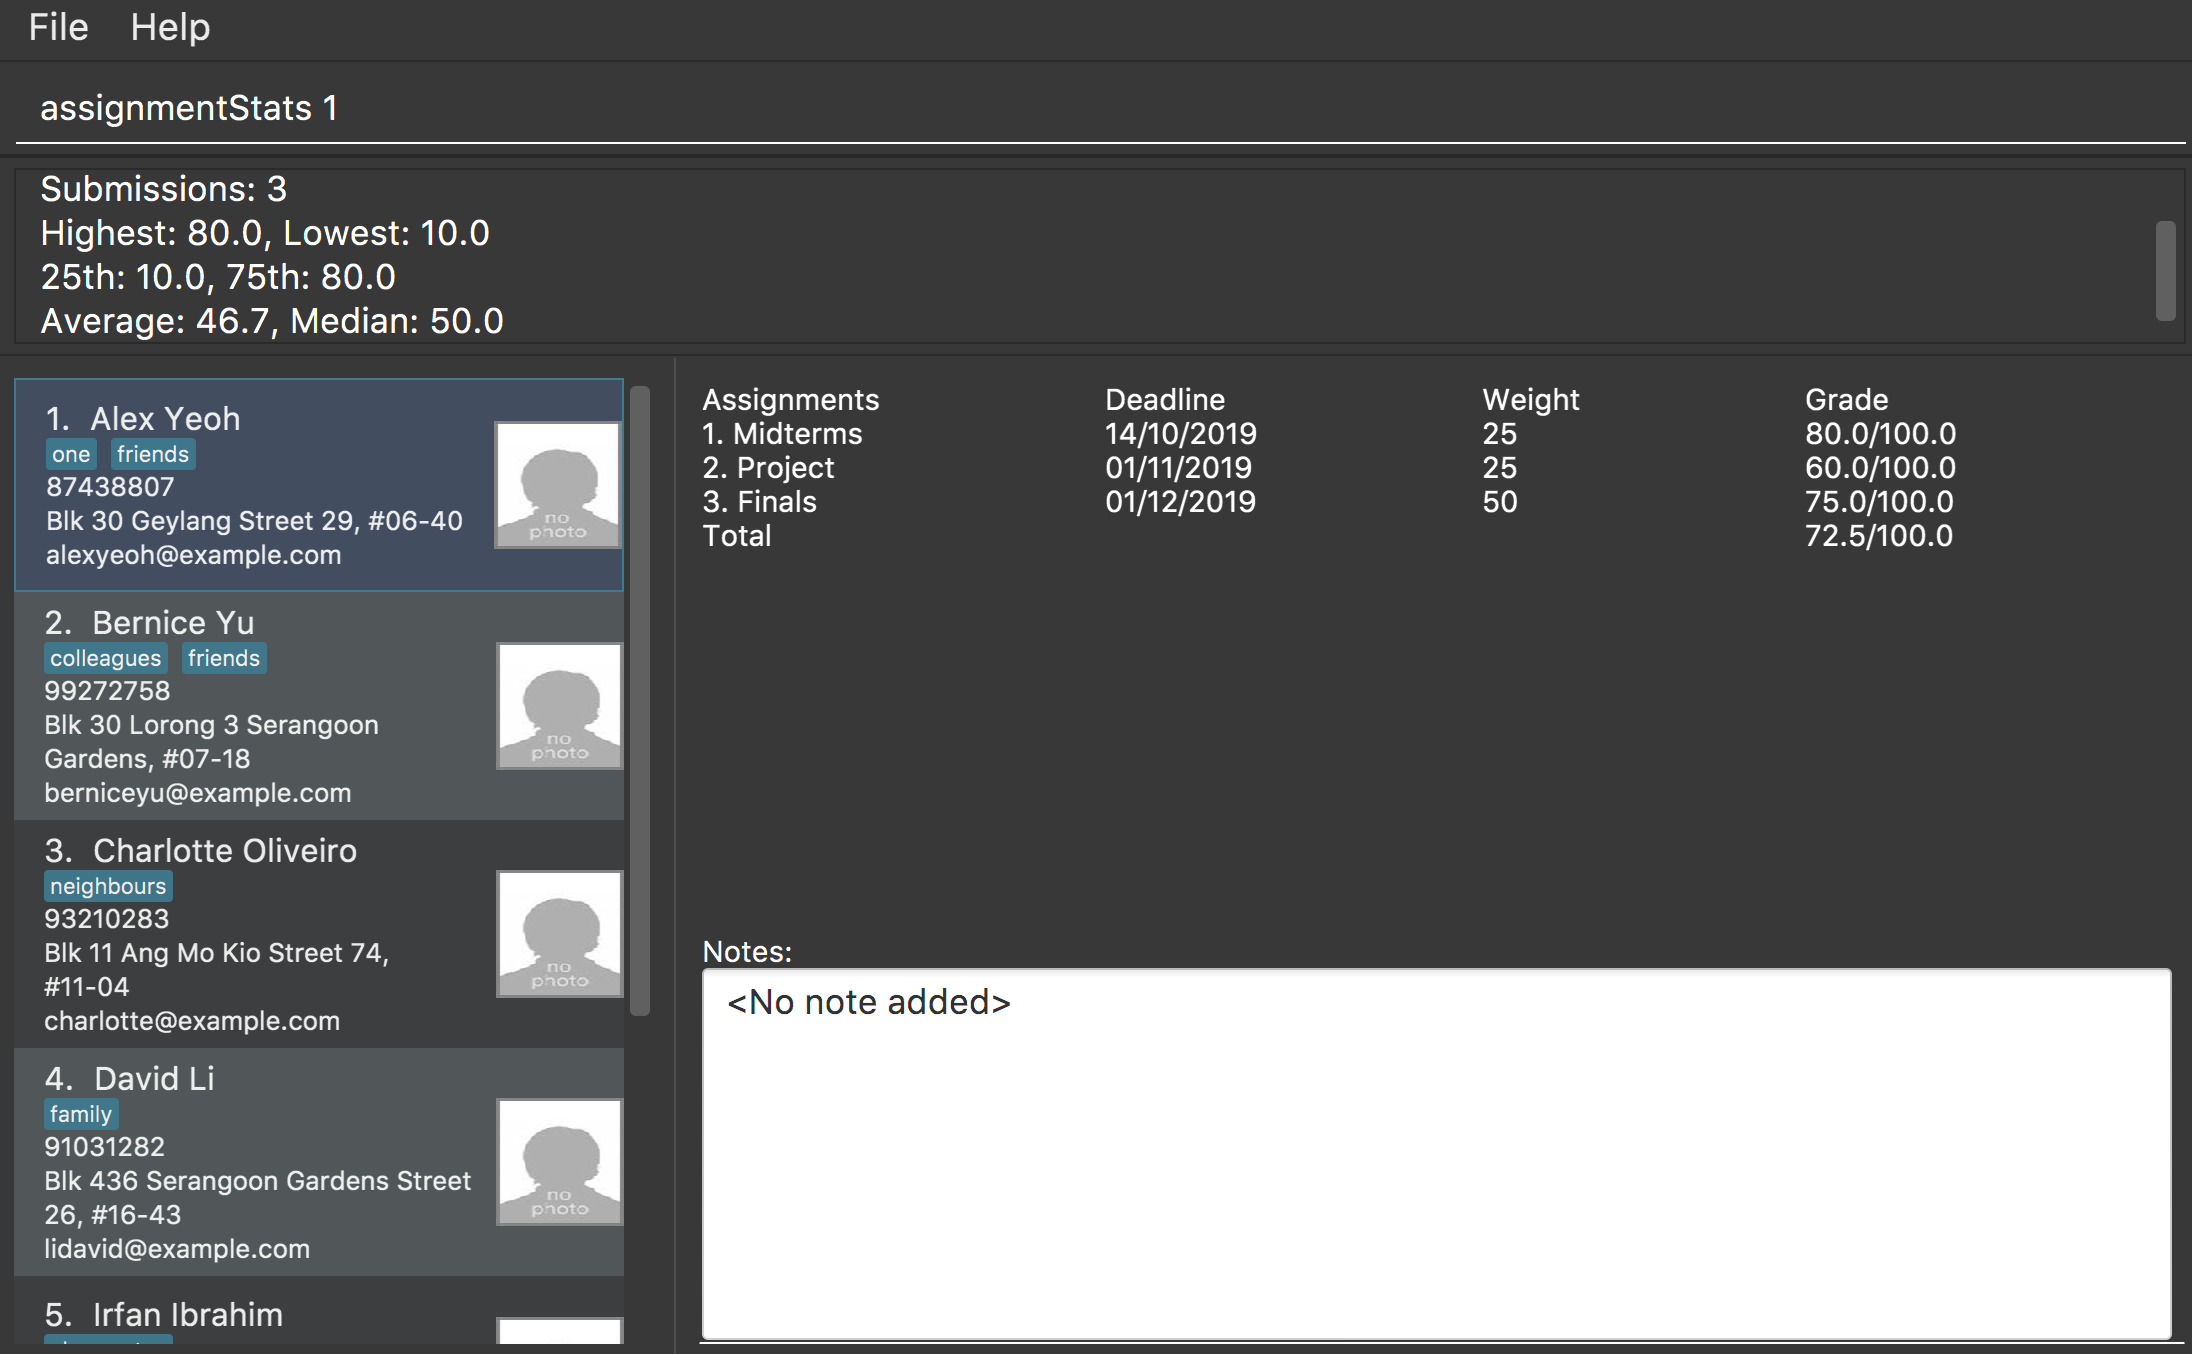 File Help
assignmentStats 1
Submissions: 3
Highest: 80.0, Lowest: 10.0
25th: 10.0, 75th: 80.0
Average: 46.7, Median: 50.0
1. Alex Yeoh
one friends
87438807
Blk 30 Geylang Street 29, #06-40
alexyeoh@example.com
no
photo
2. Bernice Yu
colleagues friends
99272758
Blk 30 Lorong 3 Serangoon
Gardens, #07-18
berniceyu@example.com
no
photo
3. Charlotte Oliveiro
neighbours
93210283
Blk 11 Ang Mo Kio Street 74,
#11-04
charlotte@example.com
no
photo
4. David Li
family
91031282
Blk 436 Serangoon Gardens Street
26, #16-43
lidavid@example.com
no
photo
5. Irfan Ibrahim
Assignments Deadline Weight Grade
1. Midterms 14/10/2019 25 80.0/100.0
2. Project 01/11/2019 25 60.0/100.0
3. Finals 01/12/2019 50 75.0/100.0
Total 72.5/100.0
Notes:
<No note added>